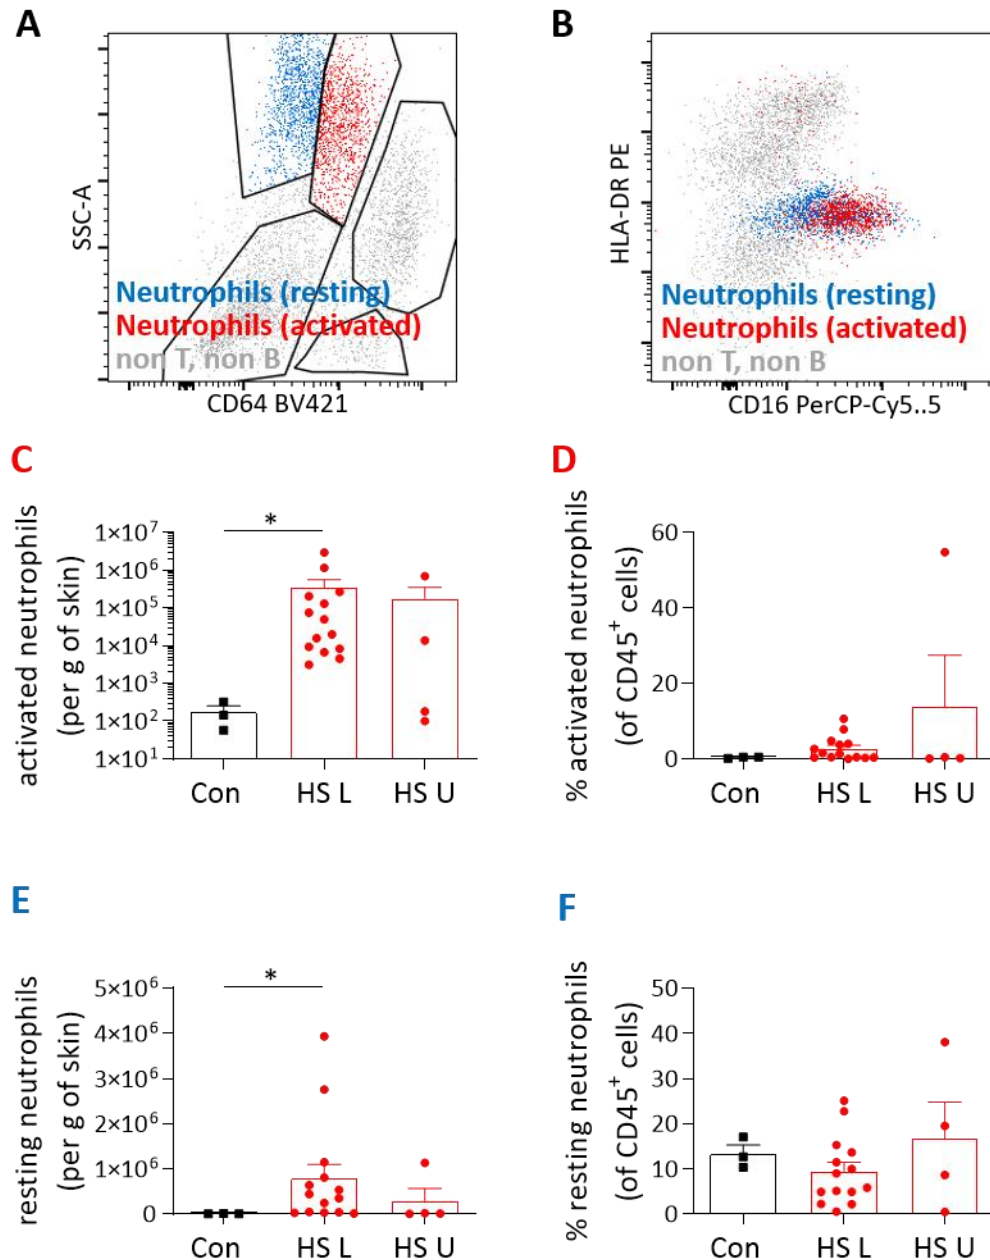 A
SSC-A
Neutrophils (resting)
Neutrophils (activated)
non T, non B
CD64 BV421
B
HLA-DR PE
Neutrophils (resting)
Neutrophils (activated)
non T, non B
CD16 PerCP-Cy5..5
C
activated neutrophils
(per g of skin)
1×10⁷
1×10⁶
1×10⁵
1×10⁴
1×10³
1×10²
1×10¹
*
Con HS L HS U
D
% activated neutrophils
(of CD45⁺ cells)
60
40
20
0
Con HS L HS U
E
resting neutrophils
(per g of skin)
5×10⁶
4×10⁶
3×10⁶
2×10⁶
1×10⁶
0
*
Con HS L HS U
F
% resting neutrophils
(of CD45⁺ cells)
50
40
30
20
10
0
Con HS L HS U